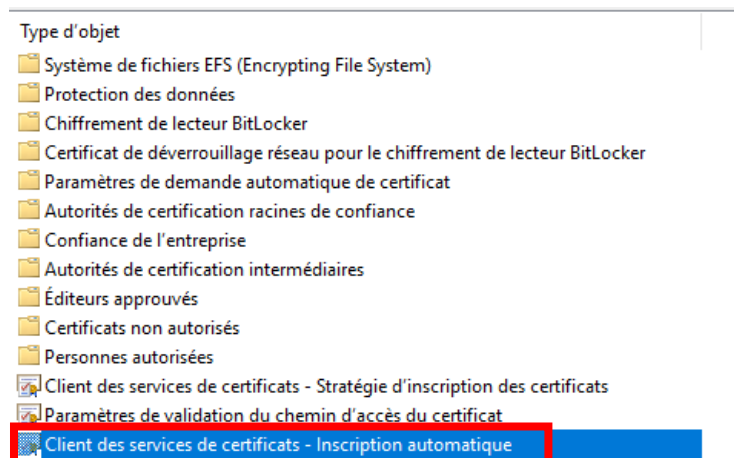 Type d'objet
Système de fichiers EFS (Encrypting File System)
Protection des données
Chiffrement de lecteur BitLocker
Certificat de déverrouillage réseau pour le chiffrement de lecteur BitLocker
Paramètres de demande automatique de certificat
Autorités de certification racines de confiance
Confiance de l'entreprise
Autorités de certification intermédiaires
Éditeurs approuvés
Certificats non autorisés
Personnes autorisées
Client des services de certificats - Stratégie d'inscription des certificats
Paramètres de validation du chemin d'accès du certificat
Client des services de certificats - Inscription automatique